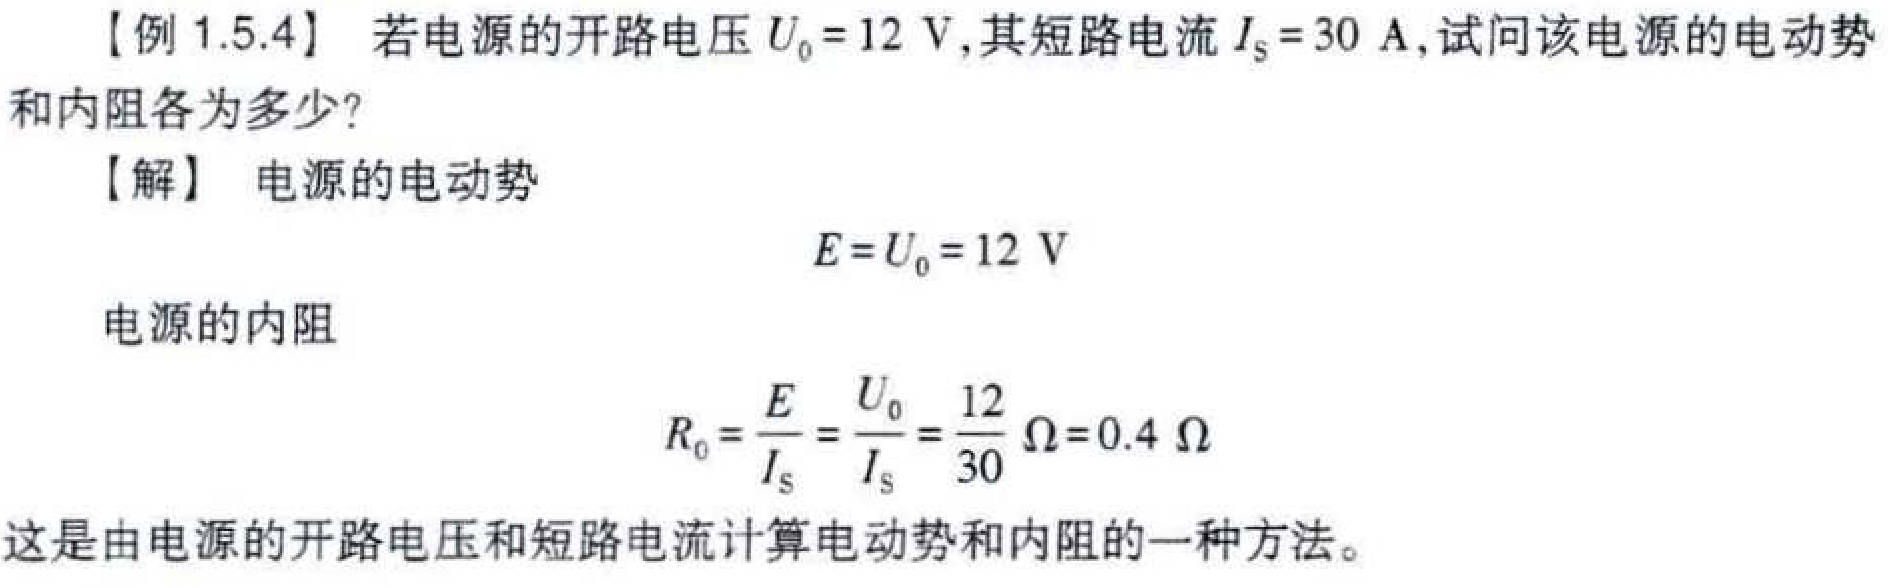 【例 1.5.4】 若电源的开路电压 U₀ = 12 V,其短路电流 I_S = 30 A,试问该电源的电动势
和内阻各为多少?
【解】 电源的电动势
E = U₀ = 12 V
电源的内阻
R₀ = E/I_S = U₀/I_S = 12/30 Ω = 0.4 Ω
这是由电源的开路电压和短路电流计算电动势和内阻的一种方法。